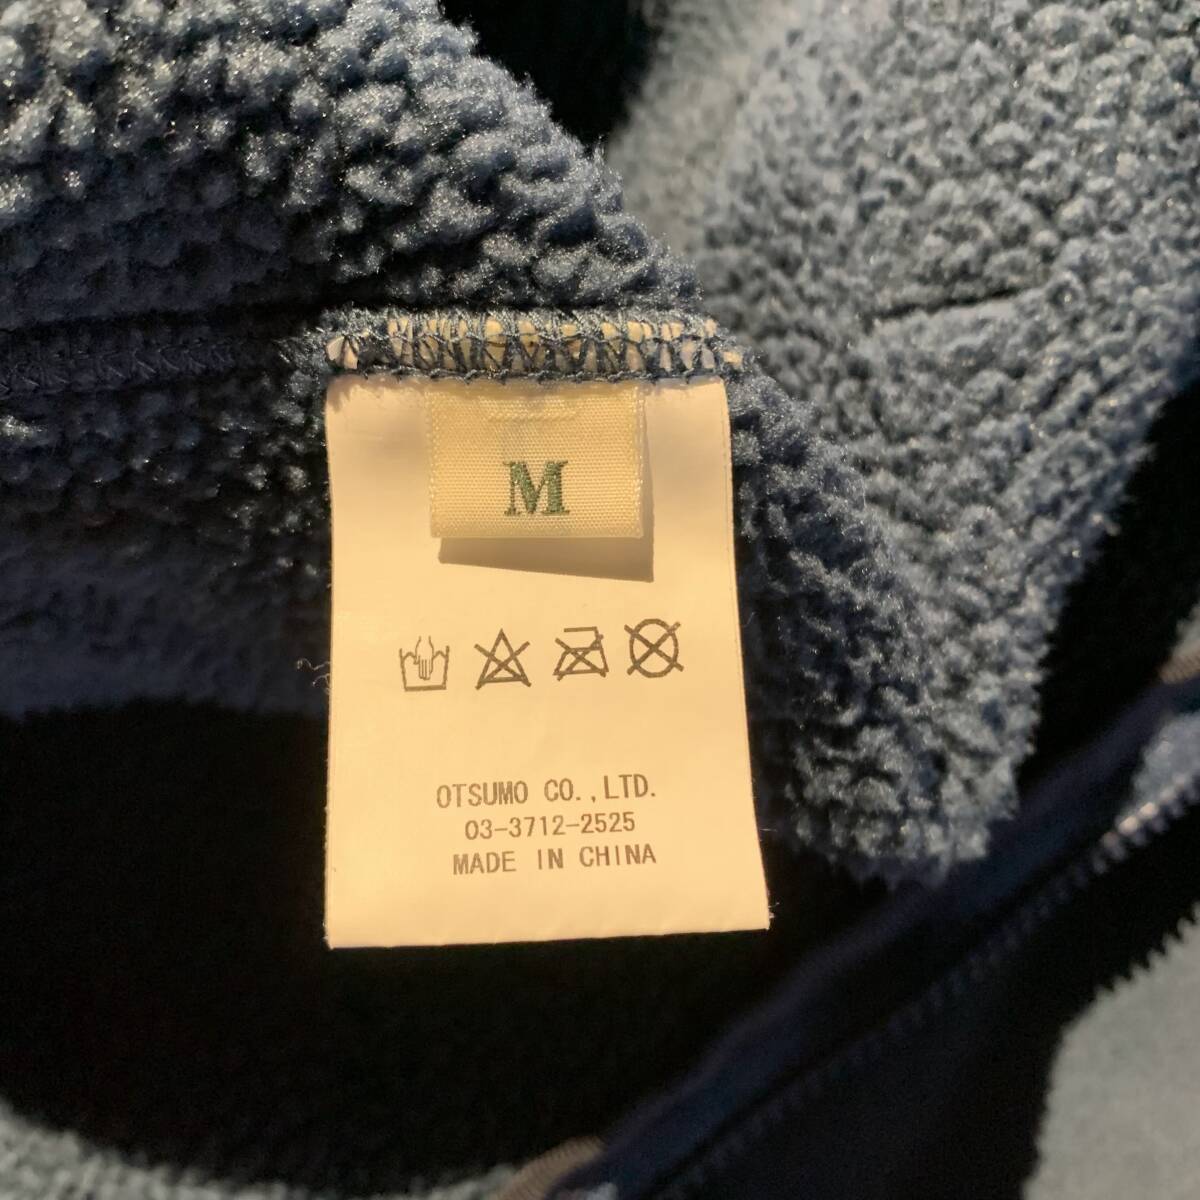 M
OTSUMO CO.,LTD.
03-3712-2525
MADE IN CHINA